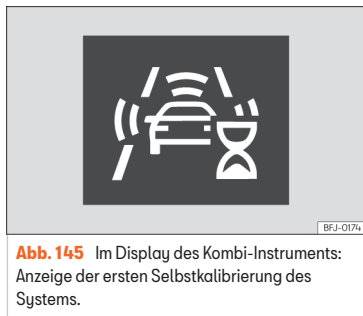 BFJ-0174
Abb. 145 Im Display des Kombi-Instruments:
Anzeige der ersten Selbstkalibrierung des
Systems.